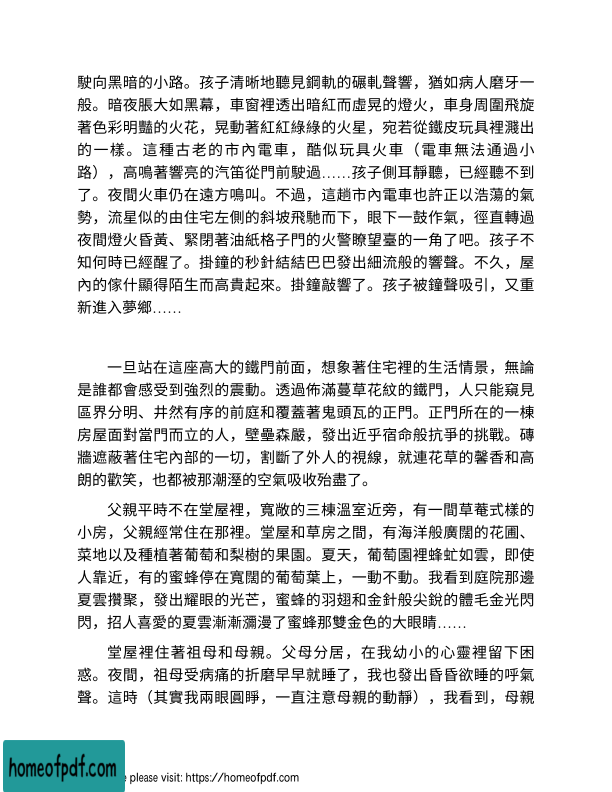 駛向黑暗的小路。孩子清晰地聽見鋼軌的碾軋聲響，猶如病人磨牙一
般。暗夜脹大如黑幕，車窗裡透出暗紅而虛晃的燈火，車身周圍飛旋
著色彩明豔的火花，晃動著紅紅綠綠的火星，宛若從鐵皮玩具裡濺出
的一樣。這種古老的市內電車，酷似玩具火車（電車無法通過小
路），高鳴著響亮的汽笛從門前駛過……孩子側耳靜聽，已經聽不到
了。夜間火車仍在遠方鳴叫。不過，這趟市內電車也許正以浩蕩的氣
勢，流星似的由住宅左側的斜坡飛馳而下，眼下一鼓作氣，徑直轉過
夜間燈火昏黃、緊閉著油紙格子門的火警瞭望臺的一角了吧。孩子不
知何時已經醒了。掛鐘的秒針結結巴巴發出細流般的響聲。不久，屋
內的傢什顯得陌生而高貴起來。掛鐘敲響了。孩子被鐘聲吸引，又重
新進入夢鄉……
一旦站在這座高大的鐵門前面，想象著住宅裡的生活情景，無論
是誰都會感受到強烈的震動。透過佈滿蔓草花紋的鐵門，人只能窺見
區界分明、井然有序的前庭和覆蓋著鬼頭瓦的正門。正門所在的一棟
房屋面對當門而立的人，壁壘森嚴，發出近乎宿命般抗爭的挑戰。磚
牆遮蔽著住宅內部的一切，割斷了外人的視線，就連花草的馨香和高
朗的歡笑，也都被那潮溼的空氣吸收殆盡了。
父親平時不在堂屋裡，寬敞的三棟溫室近旁，有一間草菴式樣的
小房，父親經常住在那裡。堂屋和草房之間，有海洋般廣闊的花圃、
菜地以及種植著葡萄和梨樹的果園。夏天，葡萄園裡蜂虻如雲，即使
人靠近，有的蜜蜂停在寬闊的葡萄葉上，一動不動。我看到庭院那邊
夏雲攢聚，發出耀眼的光芒，蜜蜂的羽翅和金針般尖銳的體毛金光閃
閃，招人喜愛的夏雲漸漸瀰漫了蜜蜂那雙金色的大眼睛……
堂屋裡住著祖母和母親。父母分居，在我幼小的心靈裡留下困
惑。夜間，祖母受病痛的折磨早早就睡了，我也發出昏昏欲睡的呼氣
聲。這時（其實我兩眼圓睜，一直注意母親的動靜），我看到，母親
homeofpdf.com
e please visit: https://homeofpdf.com